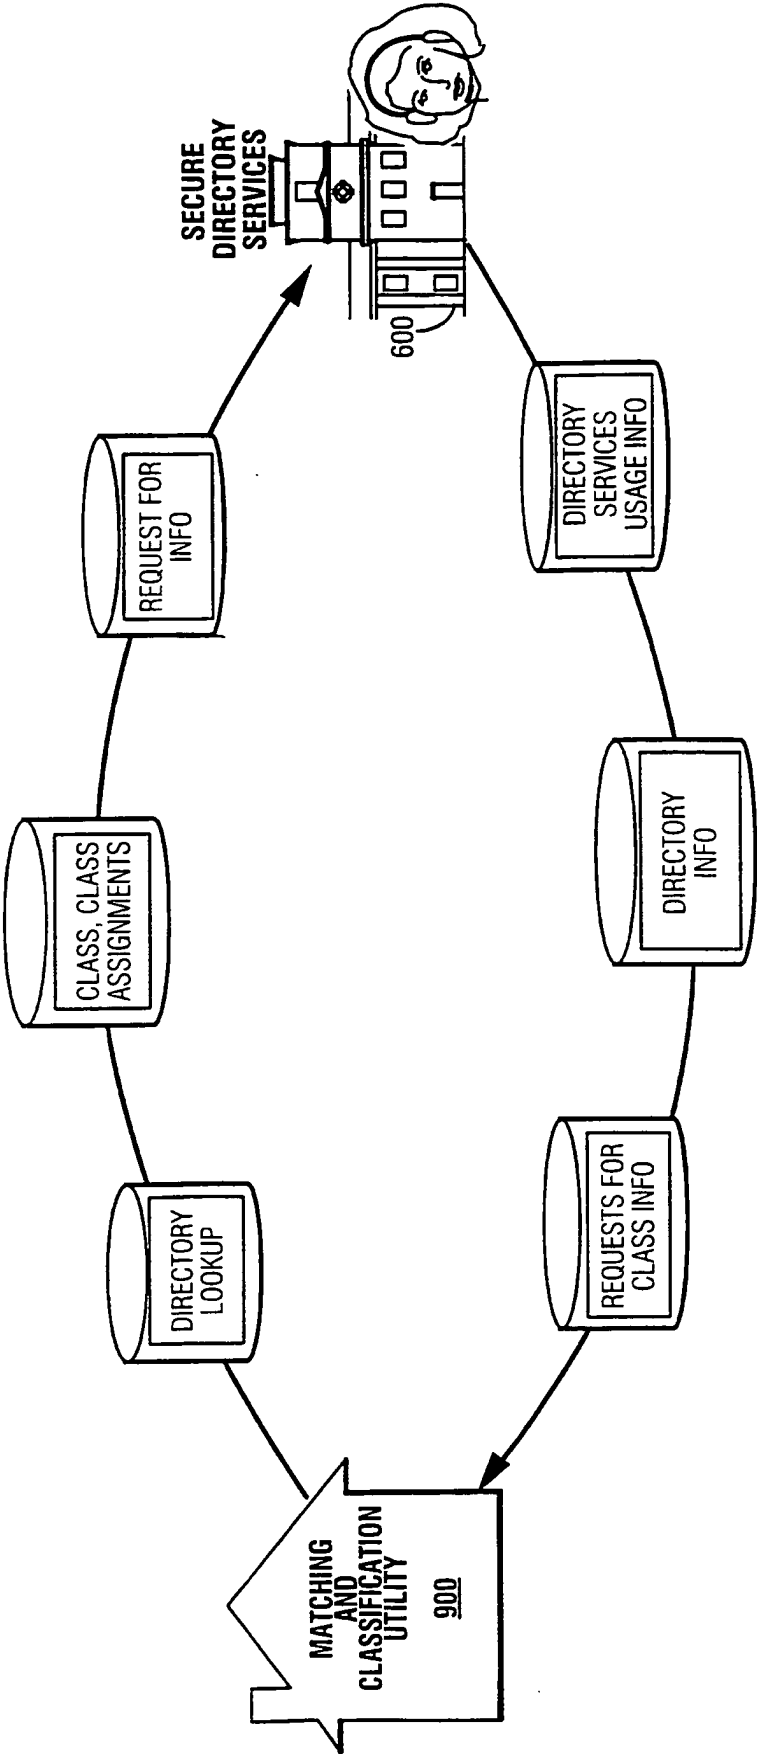 MATCHING
AND
CLASSIFICATION
UTILITY
900
DIRECTORY
LOOKUP
CLASS, CLASS
ASSIGNMENTS
REQUEST FOR
INFO
SECURE
DIRECTORY
SERVICES
600
DIRECTORY
SERVICES
USAGE INFO
DIRECTORY
INFO
REQUESTS FOR
CLASS INFO